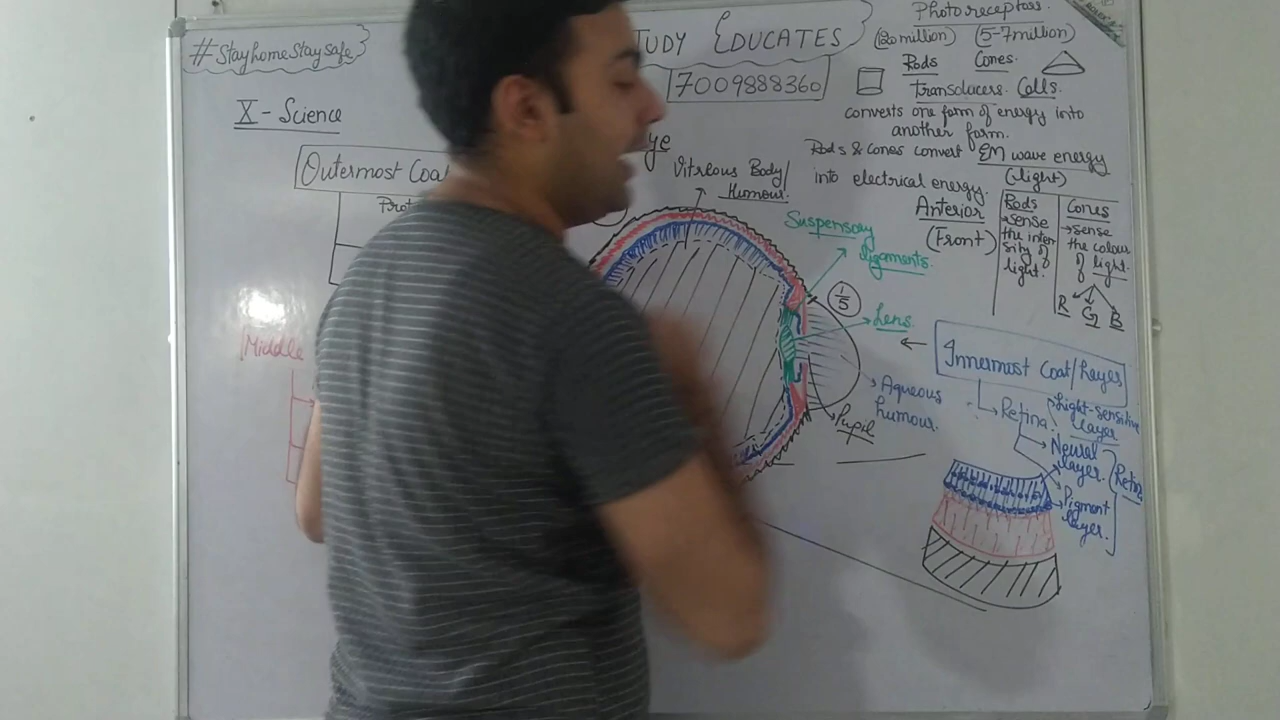 #StayhomeStaysafe
TUDY EDUCATES
7009888360
X - Science
Outermost Coat
Prot
ye
Middle
Vitreous Body/
Humour.
Suspensory
ligaments.
1/5
Lens.
Aqueous
humour.
Pupil
Photoreceptors.
(120 million) (5-7 million)
Rods Cones.
Transducers Cells.
converts one form of energy into
another form.
Rods & cones convert EM wave energy
(light)
into electrical energy.
Anterior
(Front)
Rods
→sense
the inten
sity of
light.
Cones
→sense
the colour
of light.
R G B
Innermost Coat/Layer
Retina.
Light-sensitive
layer
Neural
layer.
Pigment
layer.
Retina